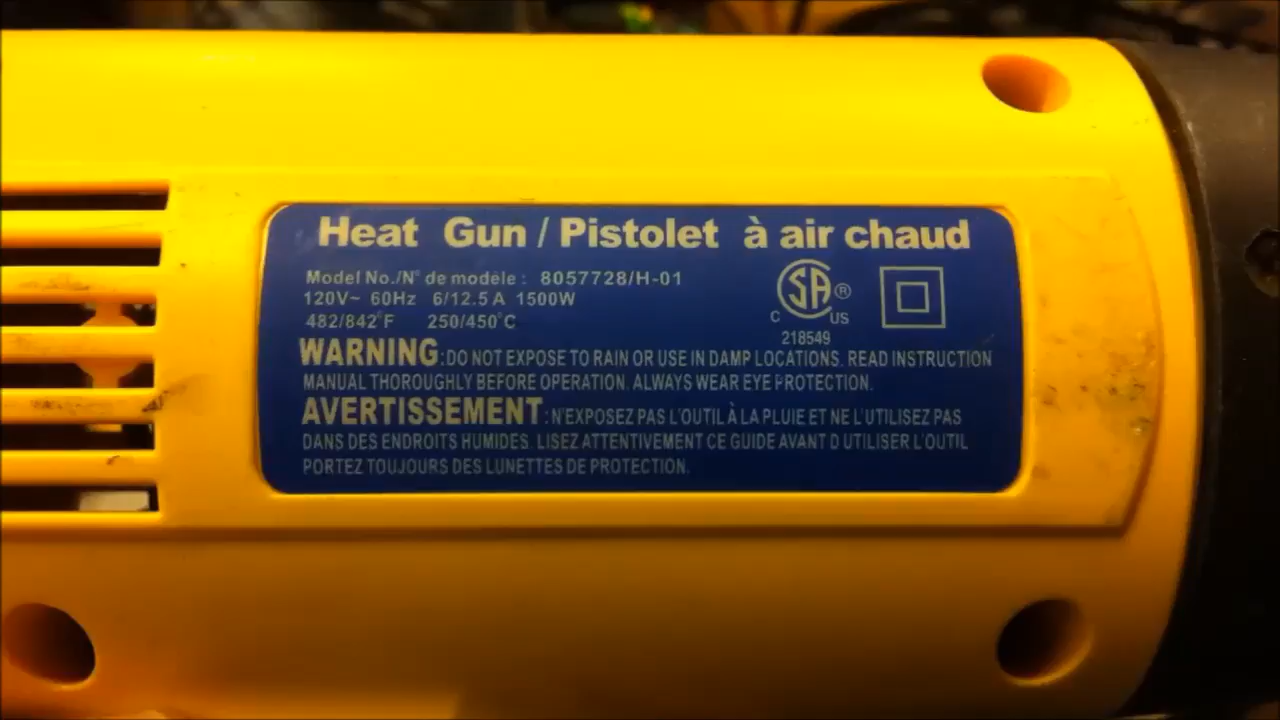 Heat Gun / Pistolet à air chaud
Model No./N° de modèle : 8057728/H-01
120V~ 60Hz 6/12.5 A 1500W
482/842°F 250/450°C
SA ®
C US
218549
WARNING: DO NOT EXPOSE TO RAIN OR USE IN DAMP LOCATIONS. READ INSTRUCTION
MANUAL THOROUGHLY BEFORE OPERATION. ALWAYS WEAR EYE PROTECTION.
AVERTISSEMENT: N'EXPOSEZ PAS L'OUTIL À LA PLUIE ET NE L'UTILISEZ PAS
DANS DES ENDROITS HUMIDES. LISEZ ATTENTIVEMENT CE GUIDE AVANT D UTILISER L'OUTIL
PORTEZ TOUJOURS DES LUNETTES DE PROTECTION.